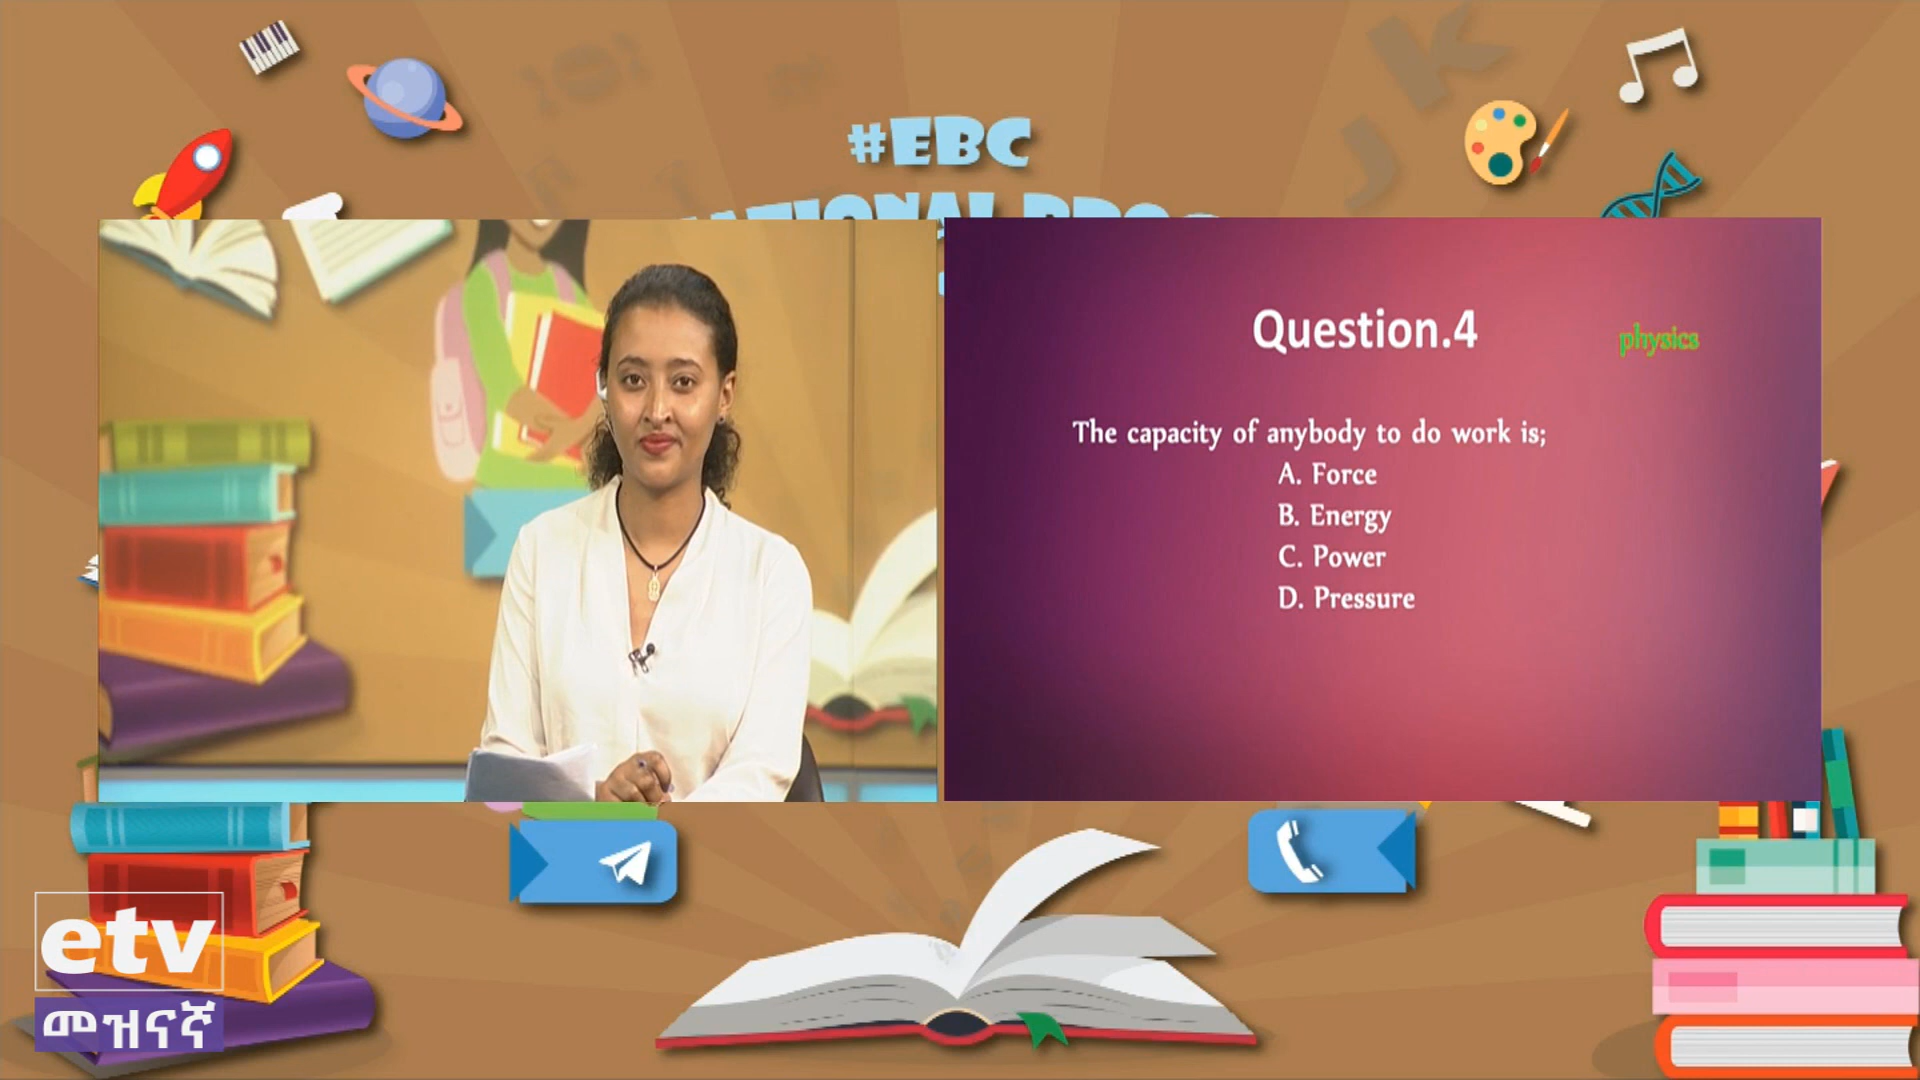 #EBC
Question.4
physics
The capacity of anybody to do work is;
A. Force
B. Energy
C. Power
D. Pressure
etv
መዝናኛ